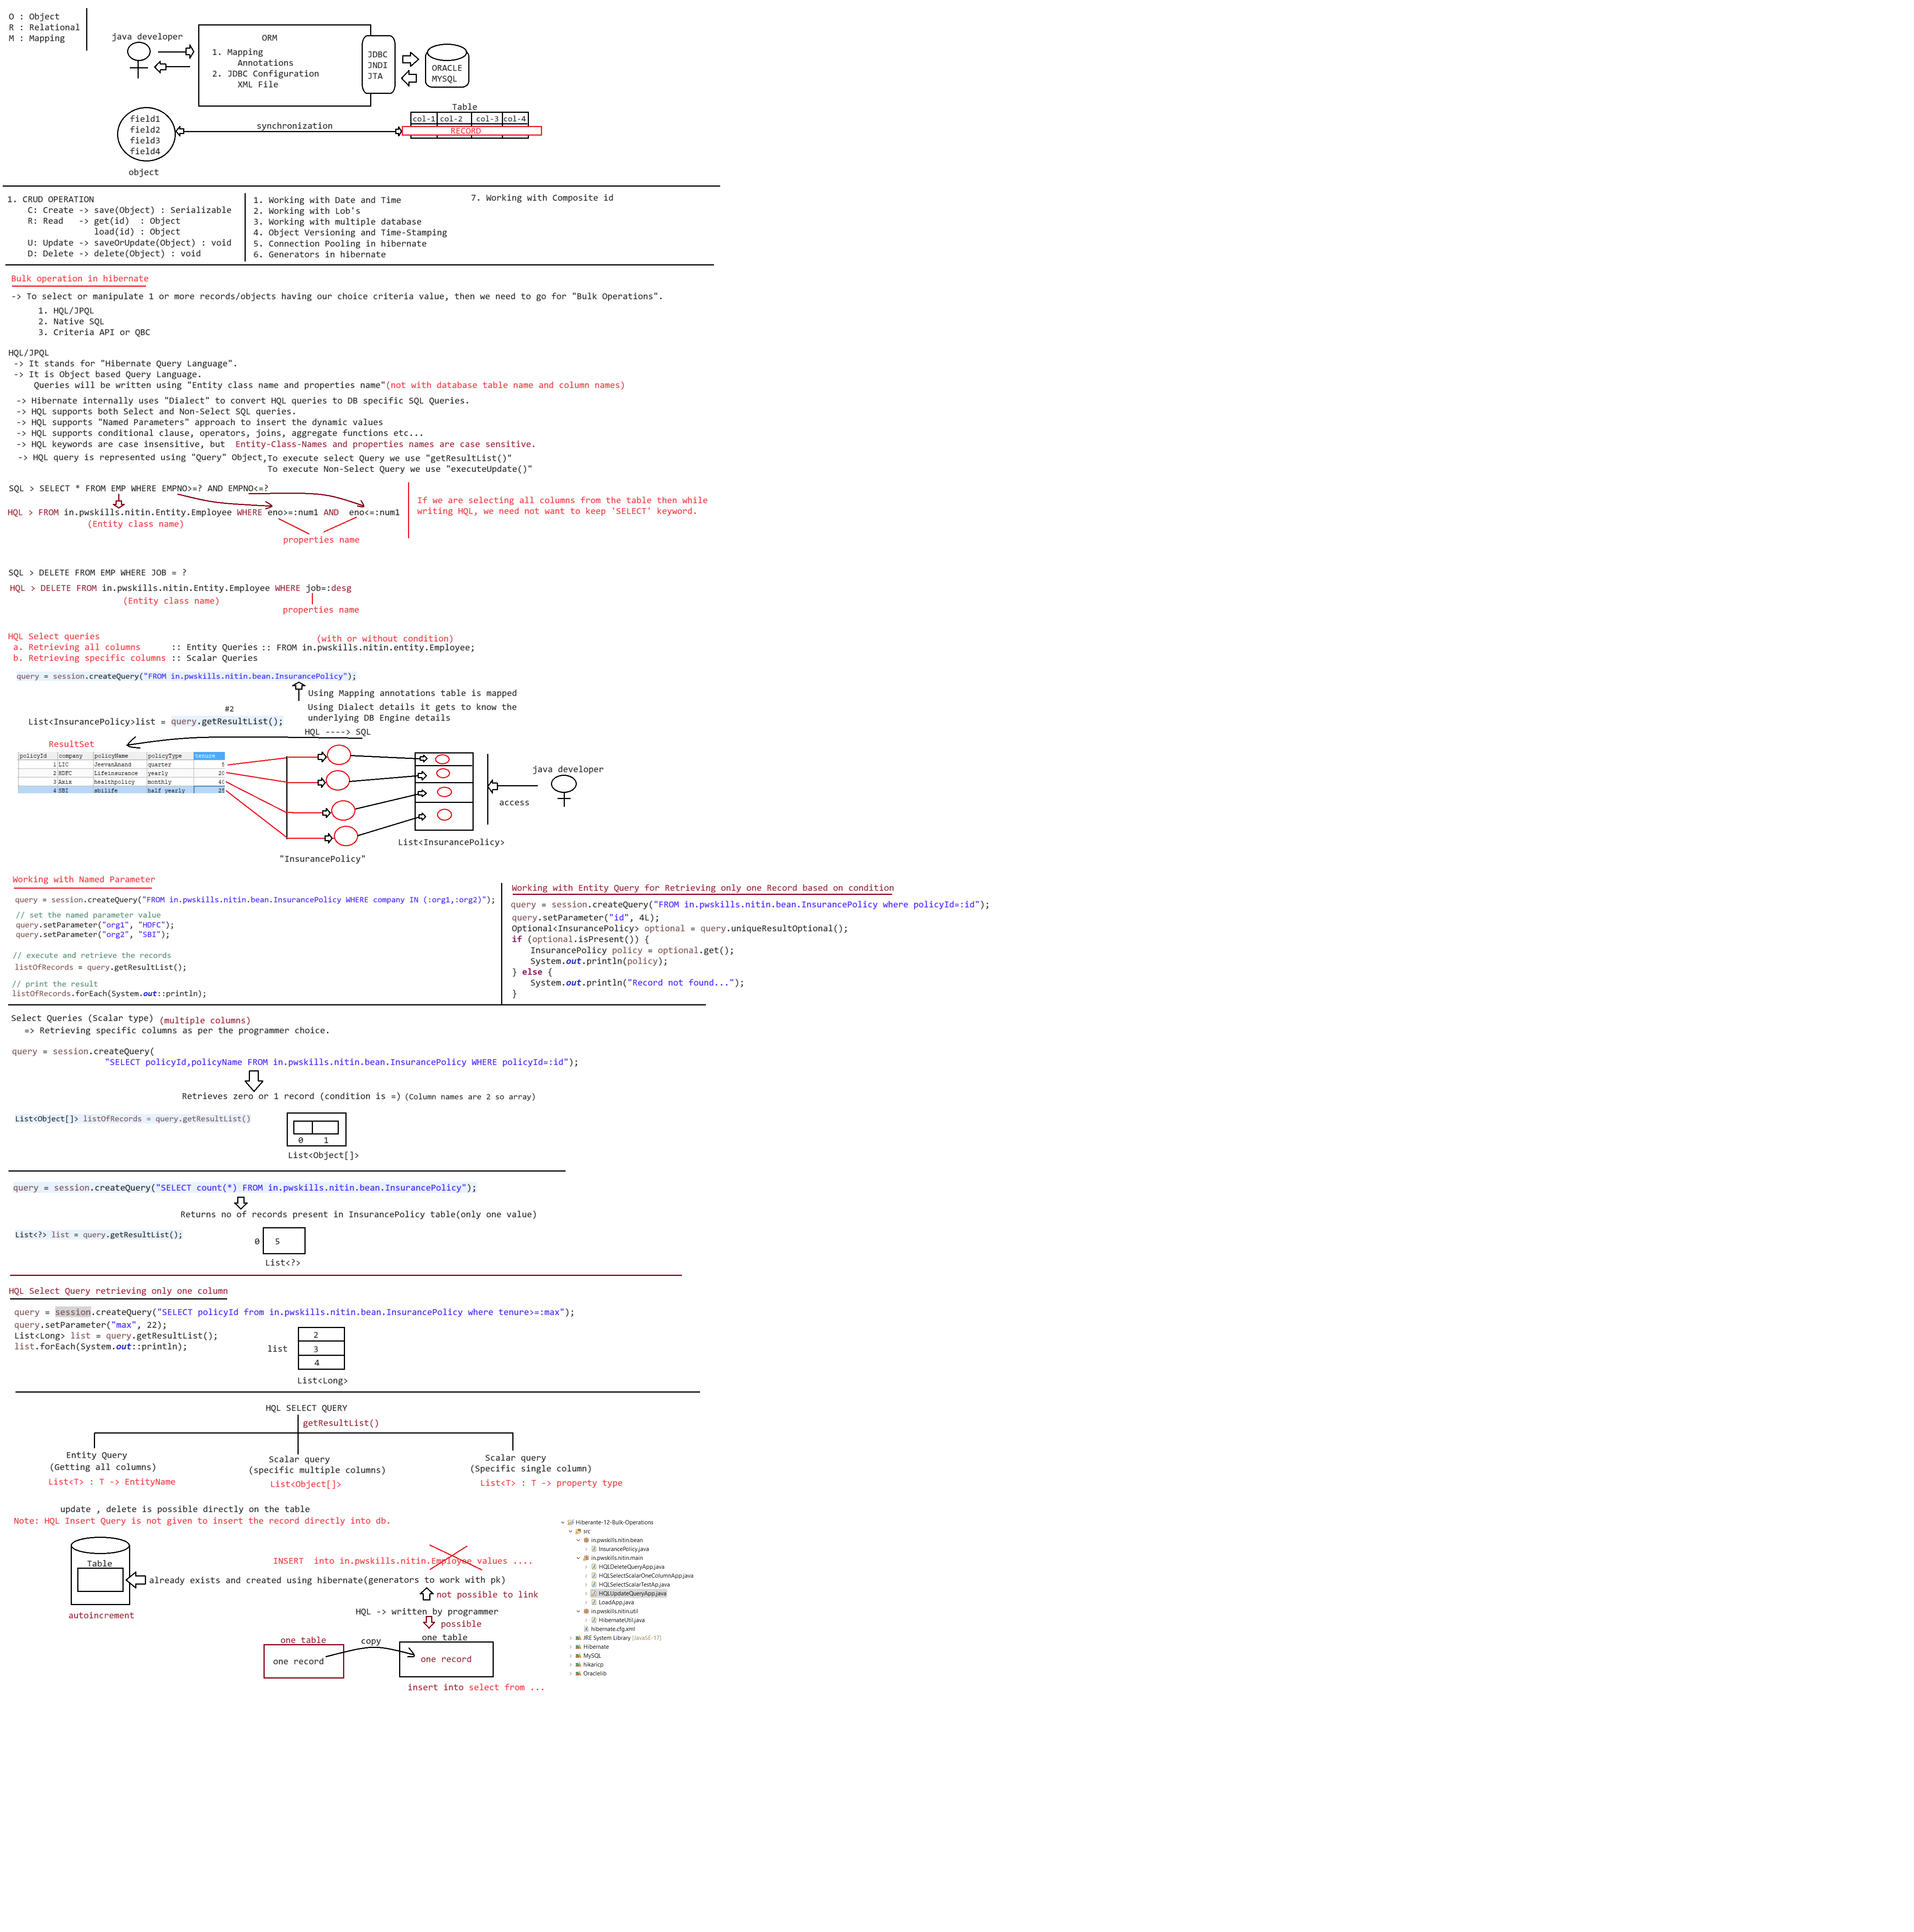 O : Object
R : Relational
M : Mapping
java developer
ORM
1. Mapping
Annotations
2. JDBC Configuration
XML File
JDBC
JNDI
JTA
ORACLE
MYSQL
field1
field2
field3
field4
object
synchronization
Table
col-1 col-2 col-3 col-4
RECORD
1. CRUD OPERATION
C: Create -> save(Object) : Serializable
R: Read -> get(id) : Object
load(id) : Object
U: Update -> saveOrUpdate(Object) : void
D: Delete -> delete(Object) : void
1. Working with Date and Time
2. Working with Lob's
3. Working with multiple database
4. Object Versioning and Time-Stamping
5. Connection Pooling in hibernate
6. Generators in hibernate
7. Working with Composite id
Bulk operation in hibernate
-> To select or manipulate 1 or more records/objects having our choice criteria value, then we need to go for "Bulk Operations".
1. HQL/JPQL
2. Native SQL
3. Criteria API or QBC
HQL/JPQL
-> It stands for "Hibernate Query Language".
-> It is Object based Query Language.
Queries will be written using "Entity class name and properties name"(not with database table name and column names)
-> Hibernate internally uses "Dialect" to convert HQL queries to DB specific SQL Queries.
-> HQL supports both Select and Non-Select SQL queries.
-> HQL supports "Named Parameters" approach to insert the dynamic values
-> HQL supports conditional clause, operators, joins, aggregate functions etc...
-> HQL keywords are case insensitive, but Entity-Class-Names and properties names are case sensitive.
-> HQL query is represented using "Query" Object,To execute select Query we use "getResultList()"
To execute Non-Select Query we use "executeUpdate()"
SQL > SELECT * FROM EMP WHERE EMPNO>=? AND EMPNO<=?
HQL > FROM in.pwskills.nitin.Entity.Employee WHERE eno>=:num1 AND eno<=:num1
(Entity class name)
properties name
If we are selecting all columns from the table then while
writing HQL, we need not want to keep 'SELECT' keyword.
SQL > DELETE FROM EMP WHERE JOB = ?
HQL > DELETE FROM in.pwskills.nitin.Entity.Employee WHERE job=:desg
(Entity class name)
properties name
HQL Select queries
(with or without condition)
a. Retrieving all columns :: Entity Queries :: FROM in.pwskills.nitin.entity.Employee;
b. Retrieving specific columns :: Scalar Queries
query = session.createQuery("FROM in.pwskills.nitin.bean.InsurancePolicy");
Using Mapping annotations table is mapped
Using Dialect details it gets to know the
underlying DB Engine details
#2
List<InsurancePolicy>list = query.getResultList();
HQL ----> SQL
ResultSet
policyId company policyName policyType tenure
1 LIC JeevanAnand quarter 5
2 HDFC Lifeinsurance yearly 20
3 Axis healthpolicy monthly 40
4 SBI sbilife half yearly 25
"InsurancePolicy"
List<InsurancePolicy>
access
java developer
Working with Named Parameter
query = session.createQuery("FROM in.pwskills.nitin.bean.InsurancePolicy WHERE company IN (:org1,:org2)");
// set the named parameter value
query.setParameter("org1", "HDFC");
query.setParameter("org2", "SBI");
// execute and retrieve the records
listOfRecords = query.getResultList();
// print the result
listOfRecords.forEach(System.out::println);
Working with Entity Query for Retrieving only one Record based on condition
query = session.createQuery("FROM in.pwskills.nitin.bean.InsurancePolicy where policyId=:id");
query.setParameter("id", 4L);
Optional<InsurancePolicy> optional = query.uniqueResultOptional();
if (optional.isPresent()) {
InsurancePolicy policy = optional.get();
System.out.println(policy);
} else {
System.out.println("Record not found...");
}
Select Queries (Scalar type) (multiple columns)
=> Retrieving specific columns as per the programmer choice.
query = session.createQuery(
"SELECT policyId,policyName FROM in.pwskills.nitin.bean.InsurancePolicy WHERE policyId=:id");
Retrieves zero or 1 record (condition is =) (Column names are 2 so array)
List<Object[]> listOfRecords = query.getResultList()
0 1
List<Object[]>
query = session.createQuery("SELECT count(*) FROM in.pwskills.nitin.bean.InsurancePolicy");
Returns no of records present in InsurancePolicy table(only one value)
List<?> list = query.getResultList();
0 5
List<?>
HQL Select Query retrieving only one column
query = session.createQuery("SELECT policyId from in.pwskills.nitin.bean.InsurancePolicy where tenure>=:max");
query.setParameter("max", 22);
List<Long> list = query.getResultList();
list.forEach(System.out::println);
list
2
3
4
List<Long>
HQL SELECT QUERY
getResultList()
Entity Query
(Getting all columns)
List<T> : T -> EntityName
Scalar query
(specific multiple columns)
List<Object[]>
Scalar query
(Specific single column)
List<T> : T -> property type
update , delete is possible directly on the table
Note: HQL Insert Query is not given to insert the record directly into db.
Table
autoincrement
INSERT into in.pwskills.nitin.Employee values ....
already exists and created using hibernate(generators to work with pk)
not possible to link
HQL -> written by programmer
possible
one table
one record
copy
one table
one record
insert into select from ...
Hiberante-12-Bulk-Operations
src
in.pwskills.nitin.bean
InsurancePolicy.java
in.pwskills.nitin.main
HQLDeleteQueryApp.java
HQLSelectScalarOneColumnApp.java
HQLSelectScalarTestAp.java
HQLUpdateQueryApp.java
LoadApp.java
in.pwskills.nitin.util
HibernateUtil.java
hibernate.cfg.xml
JRE System Library [JavaSE-17]
Hibernate
MySQL
hikaricp
Oraclelib